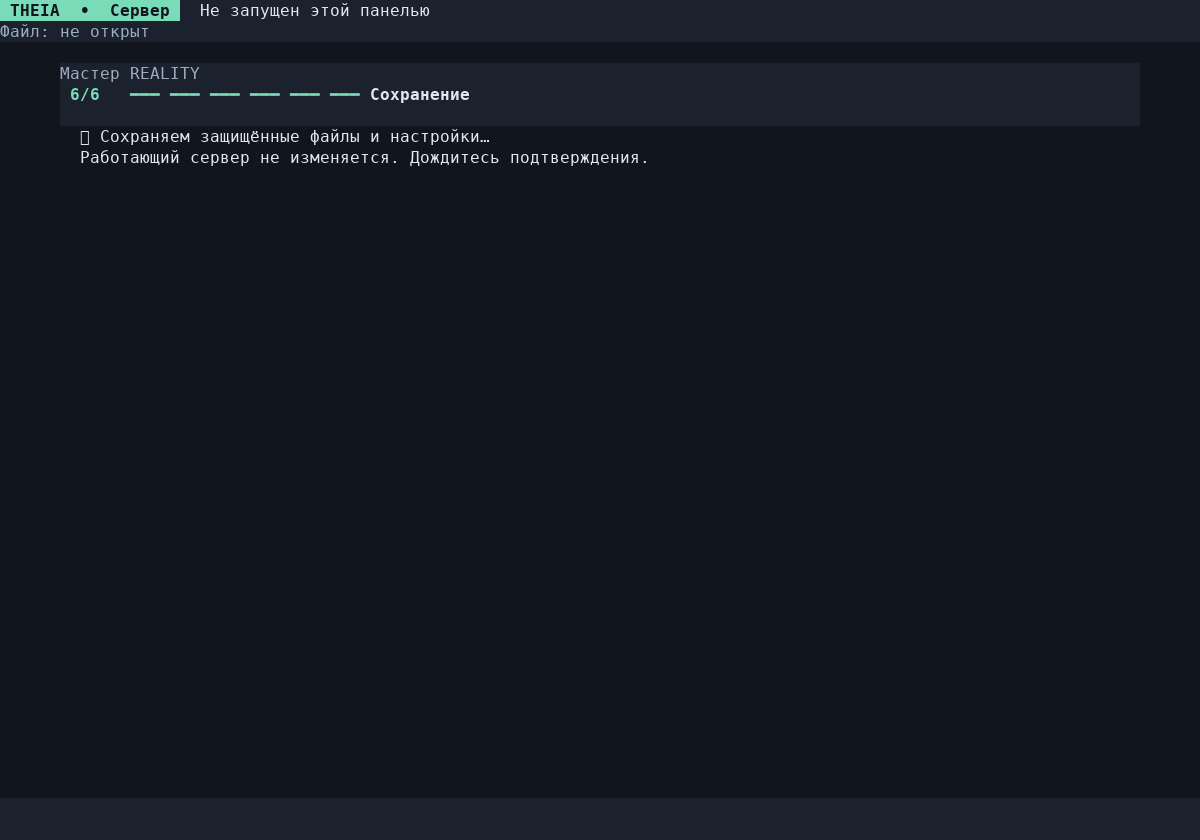 THEIA • Сервер Не запущен этой панелью
Файл: не открыт
Мастер REALITY
6/6 Сохранение
Сохраняем защищённые файлы и настройки…
Работающий сервер не изменяется. Дождитесь подтверждения.